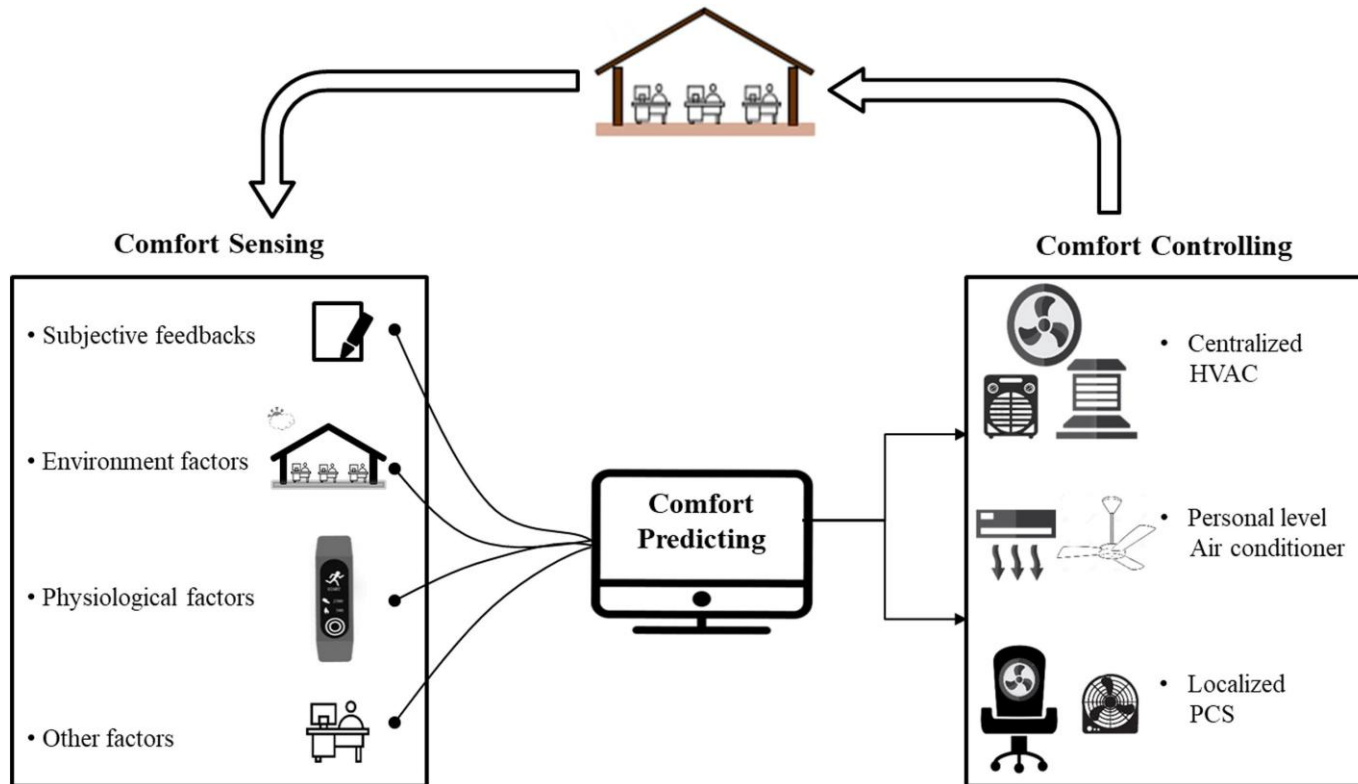 Comfort Sensing
• Subjective feedbacks
• Environment factors
• Physiological factors
• Other factors
Comfort
Predicting
Comfort Controlling
• Centralized
HVAC
• Personal level
Air conditioner
• Localized
PCS